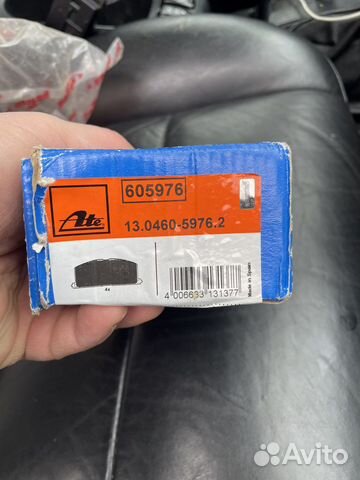 605976
Ate
13.0460-5976.2
4x
4 006633 131377
Made in Spain
Avito